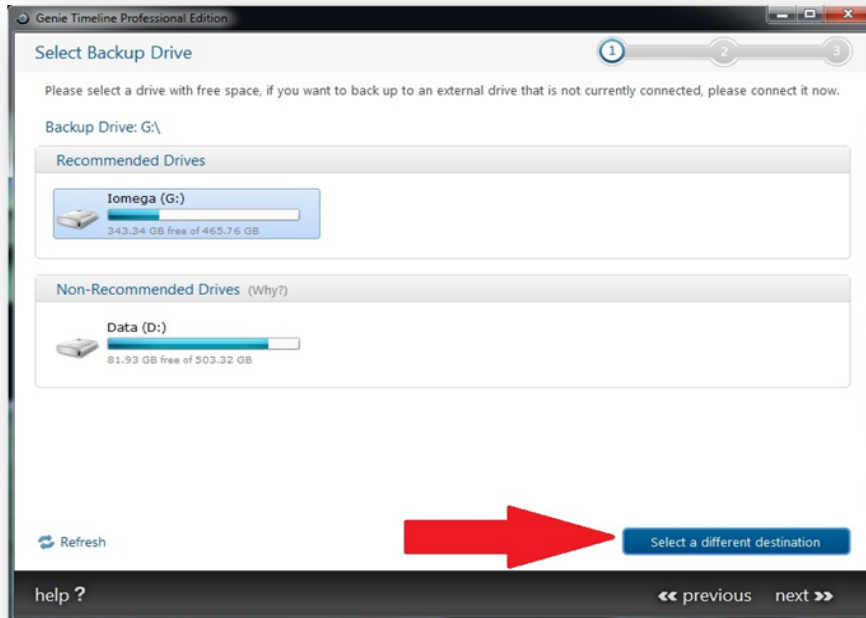 Genie Timeline Professional Edition
Select Backup Drive
1 2 3
Please select a drive with free space, if you want to back up to an external drive that is not currently connected, please connect it now.
Backup Drive: G:\
Recommended Drives
Iomega (G:)
343.34 GB free of 465.76 GB
Non-Recommended Drives (Why?)
Data (D:)
81.93 GB free of 503.32 GB
Refresh
Select a different destination
help ?
previous next